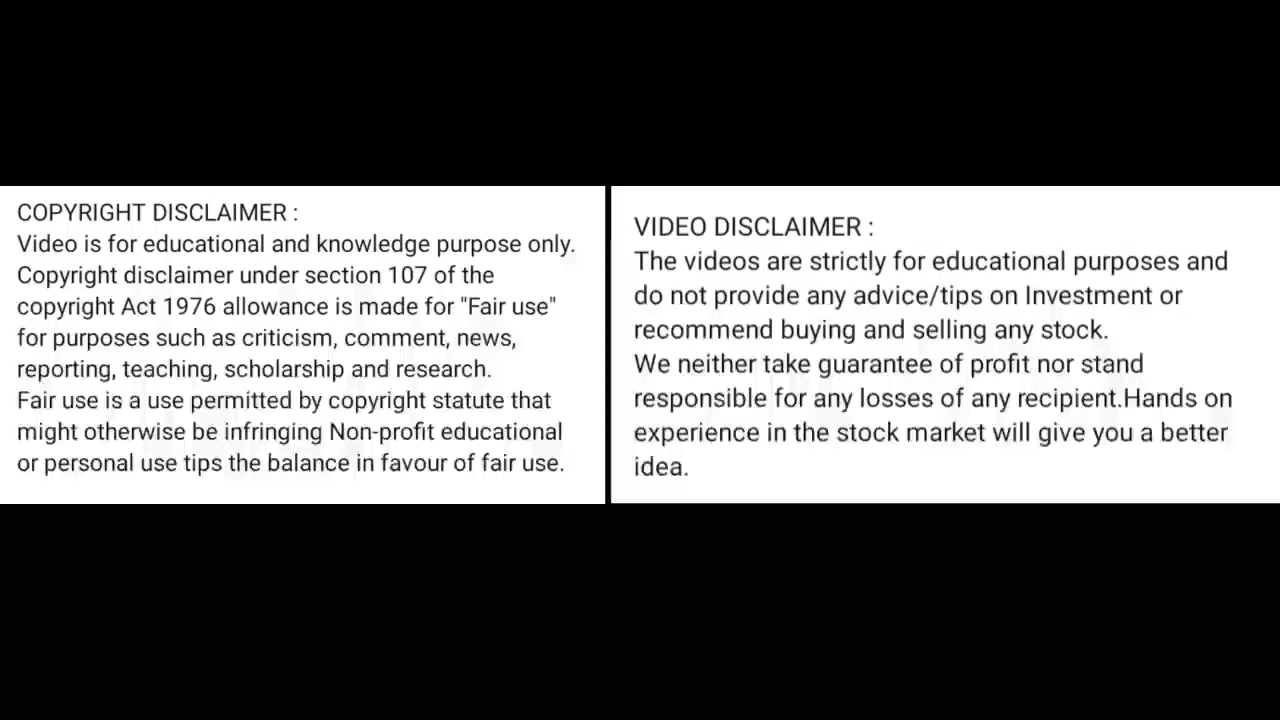 COPYRIGHT DISCLAIMER :
Video is for educational and knowledge purpose only.
Copyright disclaimer under section 107 of the
copyright Act 1976 allowance is made for "Fair use"
for purposes such as criticism, comment, news,
reporting, teaching, scholarship and research.
Fair use is a use permitted by copyright statute that
might otherwise be infringing Non-profit educational
or personal use tips the balance in favour of fair use.
VIDEO DISCLAIMER :
The videos are strictly for educational purposes and
do not provide any advice/tips on Investment or
recommend buying and selling any stock.
We neither take guarantee of profit nor stand
responsible for any losses of any recipient.Hands on
experience in the stock market will give you a better
idea.